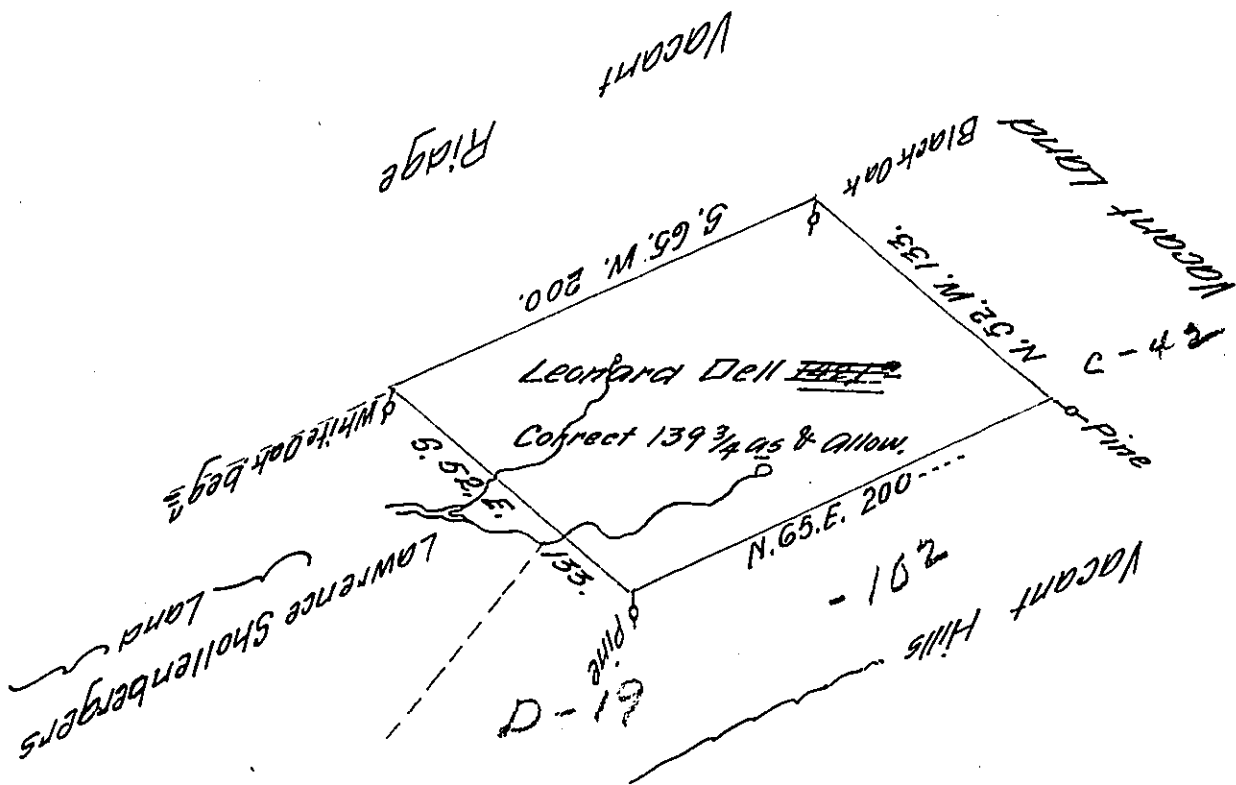 Vacant
Ridge
Black Oak
Vacant Land
S. 65. W. 200.
N. 52. W. 133.
C-42
Leonard Dell
Correct 139 3/4 as & Allow.
White Oak beg.n
S. 52. E. 133.
Pine
N. 65. E. 200
Lawrence Shollenbergers
Land
Pine
D-19
-102
Vacant Hills